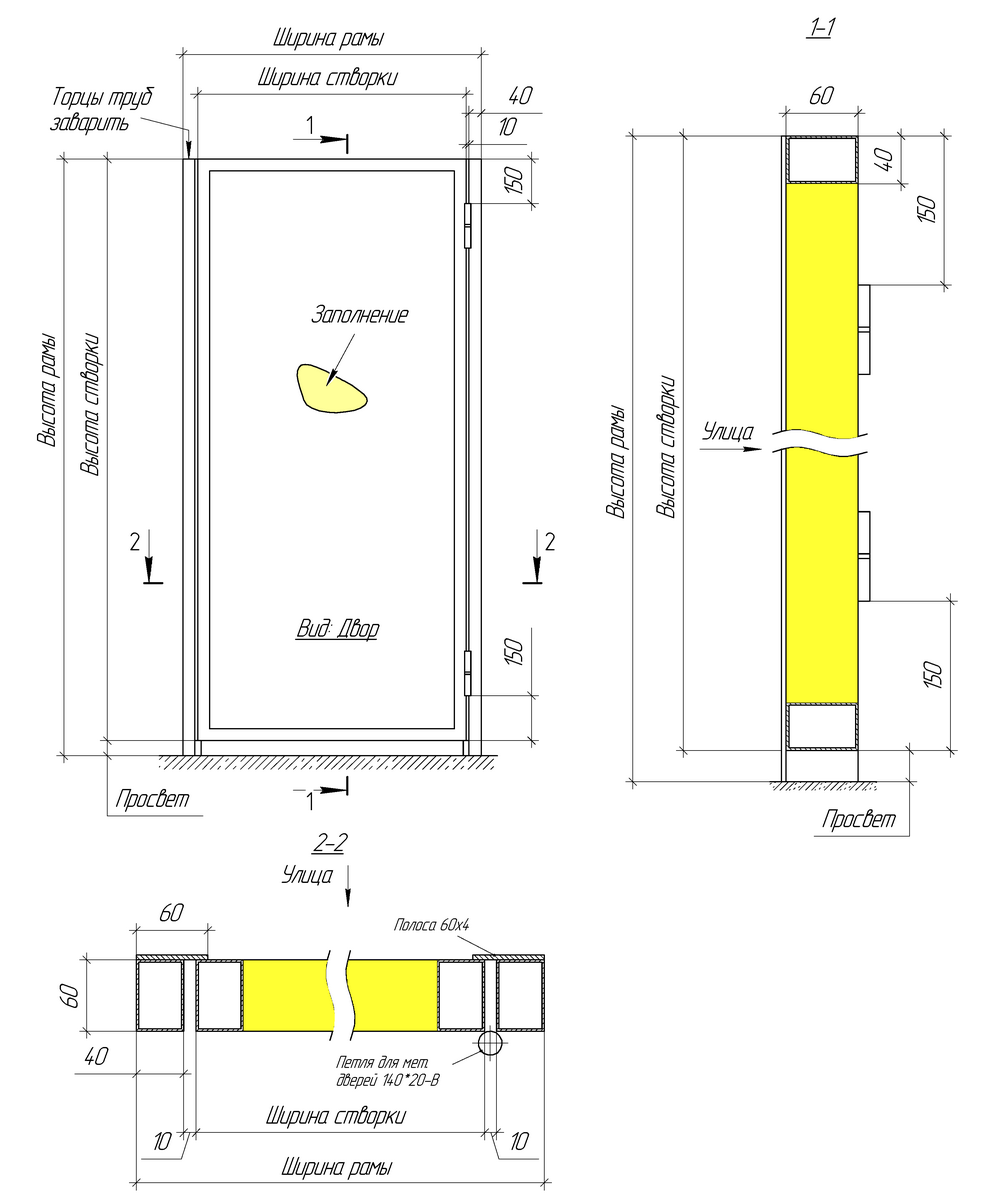 Ширина рамы
Ширина створки
Торцы труб
заварить
40
10
1
150
Высота рамы
Высота створки
Заполнение
2
2
Вид: Двор
150
Просвет
1
1-1
60
40
150
Высота рамы
Высота створки
Улица
150
Просвет
2-2
Улица
60
Полоса 60х4
60
40
Петля для мет.
дверей 140*20-В
Ширина створки
10
10
Ширина рамы